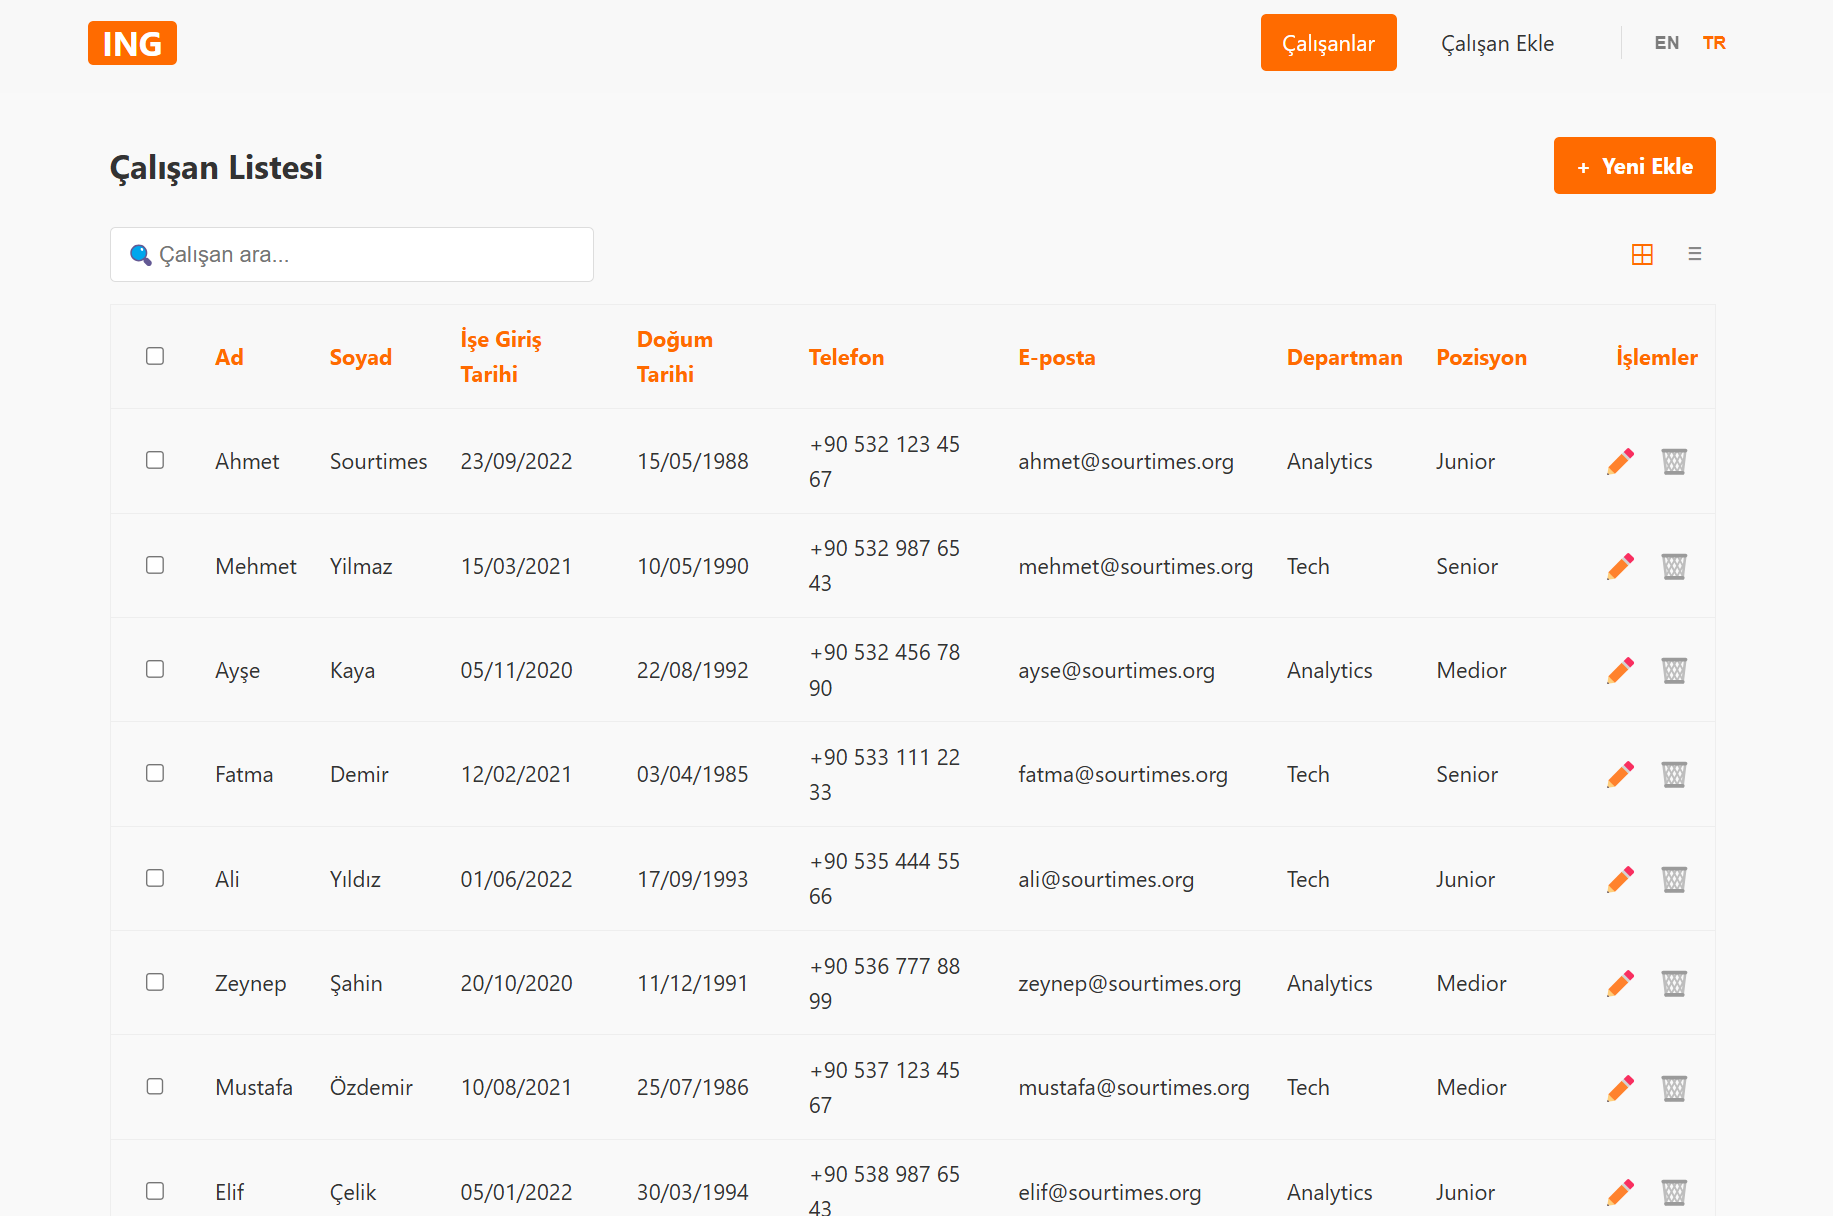 ING
Çalışanlar
Çalışan Ekle
EN
TR
Çalışan Listesi
+ Yeni Ekle
Çalışan ara...
Ad
Soyad
İşe Giriş
Tarihi
Doğum
Tarihi
Telefon
E-posta
Departman
Pozisyon
İşlemler
Ahmet
Sourtimes
23/09/2022
15/05/1988
+90 532 123 45
67
ahmet@sourtimes.org
Analytics
Junior
Mehmet
Yilmaz
15/03/2021
10/05/1990
+90 532 987 65
43
mehmet@sourtimes.org
Tech
Senior
Ayşe
Kaya
05/11/2020
22/08/1992
+90 532 456 78
90
ayse@sourtimes.org
Analytics
Medior
Fatma
Demir
12/02/2021
03/04/1985
+90 533 111 22
33
fatma@sourtimes.org
Tech
Senior
Ali
Yıldız
01/06/2022
17/09/1993
+90 535 444 55
66
ali@sourtimes.org
Tech
Junior
Zeynep
Şahin
20/10/2020
11/12/1991
+90 536 777 88
99
zeynep@sourtimes.org
Analytics
Medior
Mustafa
Özdemir
10/08/2021
25/07/1986
+90 537 123 45
67
mustafa@sourtimes.org
Tech
Medior
Elif
Çelik
05/01/2022
30/03/1994
+90 538 987 65
43
elif@sourtimes.org
Analytics
Junior